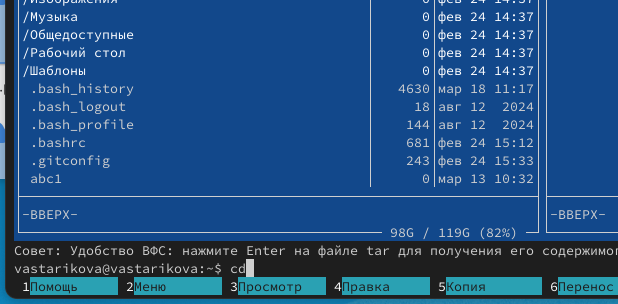 /Изображения
/Музыка 0 фев 24 14:37
/Общедоступные 0 фев 24 14:37
/Рабочий стол 0 фев 24 14:37
/Шаблоны 0 фев 24 14:37
.bash_history 4630 мар 18 11:17
.bash_logout 18 авг 12 2024
.bash_profile 144 авг 12 2024
.bashrc 681 фев 24 15:12
.gitconfig 243 фев 24 15:33
abc1 0 мар 13 10:32
-ВВЕРХ- -ВВЕРХ-
98G / 119G (82%)
Совет: Удобство ВФС: нажмите Enter на файле tar для получения его содержимог
vastarikova@vastarikova:~$ cd
1Помощь 2Меню 3Просмотр 4Правка 5Копия 6Перенос